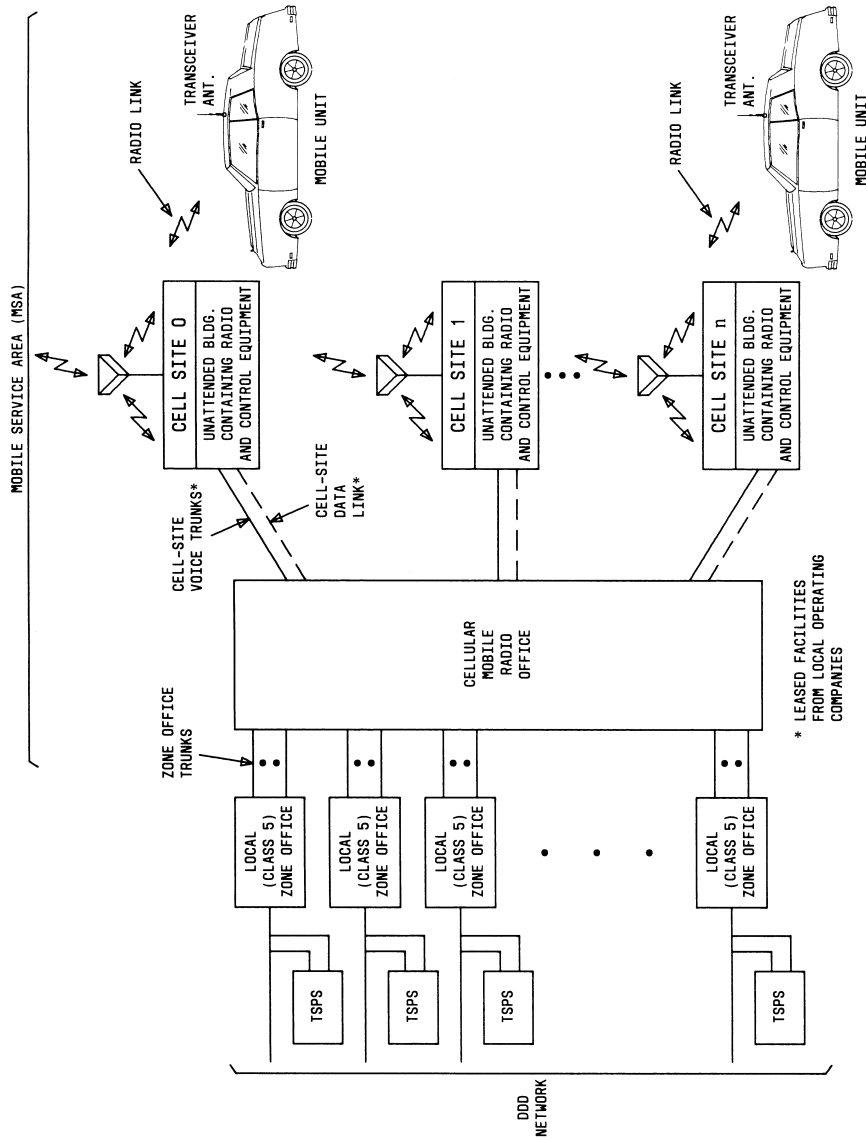 MOBILE SERVICE AREA (MSA)
ZONE OFFICE
TRUNKS
CELL-SITE
VOICE TRUNKS*
CELL-SITE
DATA
LINK*
RADIO LINK
TRANSCEIVER
ANT.
MOBILE UNIT
CELL SITE 0
UNATTENDED BLDG.
CONTAINING RADIO
AND CONTROL EQUIPMENT
LOCAL
(CLASS 5)
ZONE OFFICE
TSPS
LOCAL
(CLASS 5)
ZONE OFFICE
TSPS
LOCAL
(CLASS 5)
ZONE OFFICE
TSPS
CELLULAR
MOBILE
RADIO
OFFICE
CELL SITE 1
UNATTENDED BLDG.
CONTAINING RADIO
AND CONTROL EQUIPMENT
LOCAL
(CLASS 5)
ZONE OFFICE
TSPS
CELL SITE n
UNATTENDED BLDG.
CONTAINING RADIO
AND CONTROL EQUIPMENT
RADIO LINK
TRANSCEIVER
ANT.
MOBILE UNIT
DDD
NETWORK
* LEASED FACILITIES
FROM LOCAL OPERATING
COMPANIES